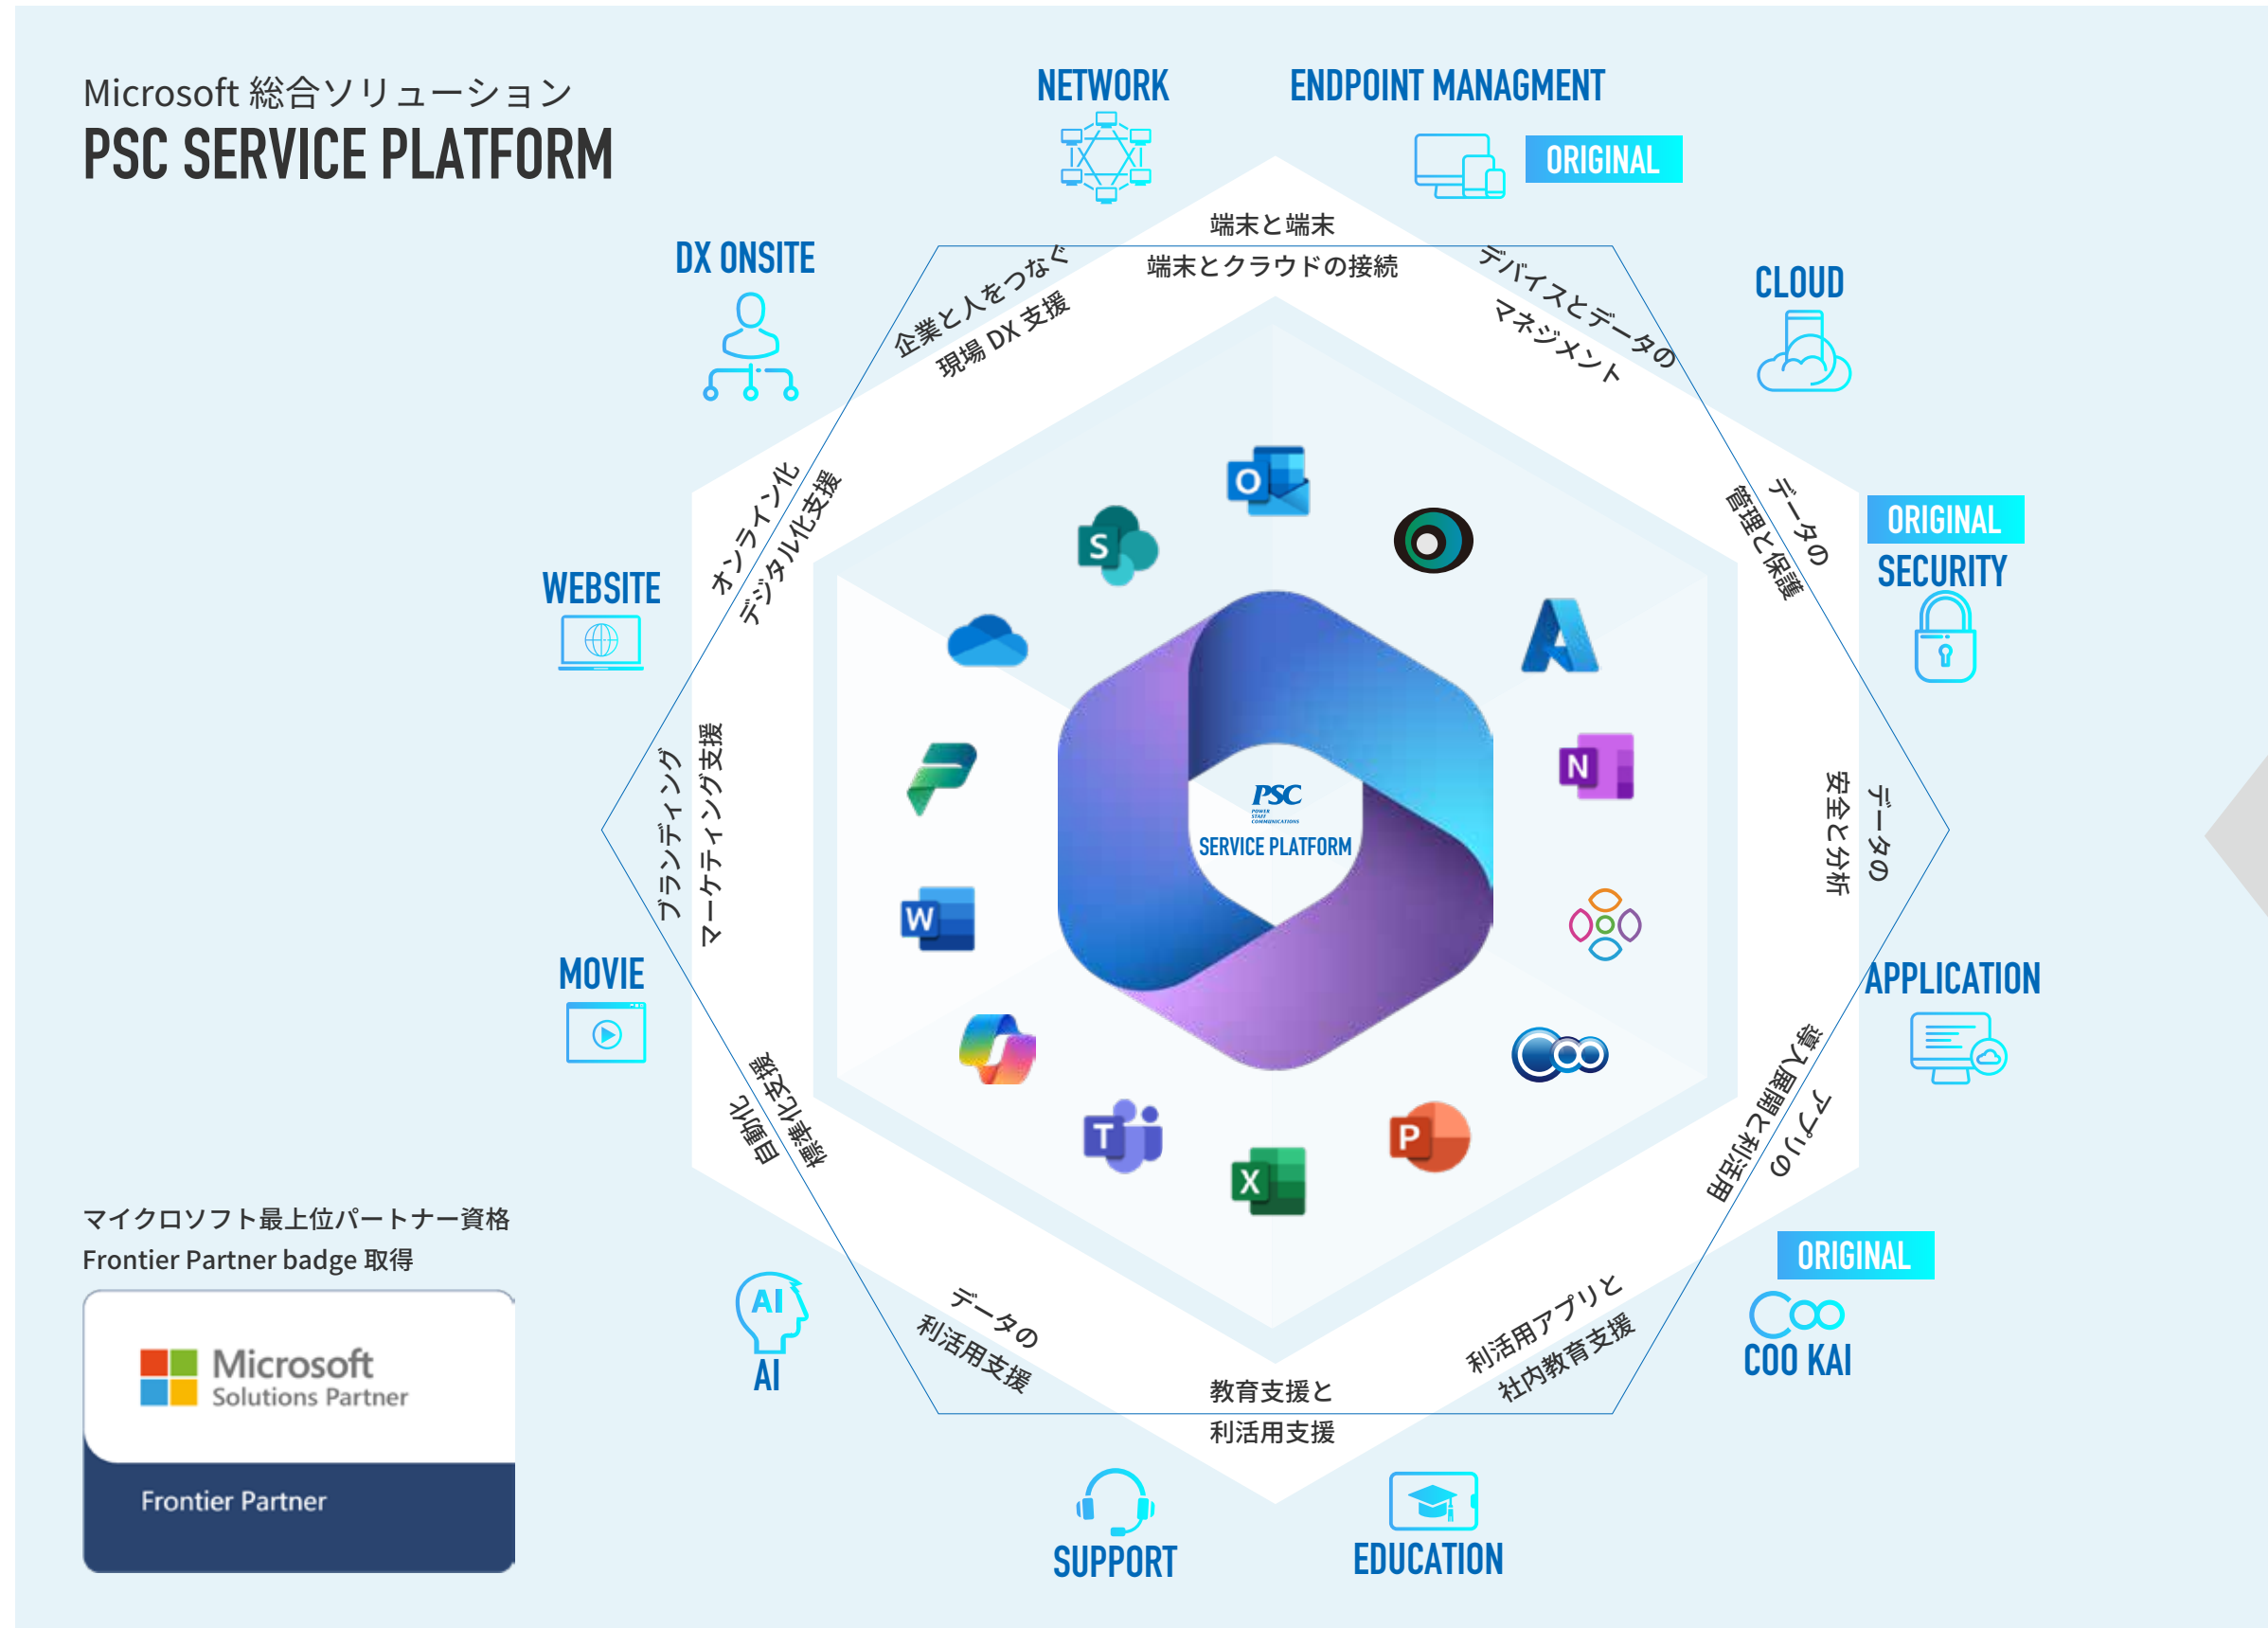 Microsoft 総合ソリューション
PSC SERVICE PLATFORM
NETWORK
ENDPOINT MANAGMENT
ORIGINAL
DX ONSITE
CLOUD
端末と端末
端末とクラウドの接続
企業と人をつなぐ
現場 DX 支援
デバイスとデータの
マネジメント
オンライン化
デジタル化支援
データの
管理と保護
ORIGINAL
SECURITY
WEBSITE
ブランディング
マーケティング支援
データの
安全と分析
PSC
POWER
STAFF
COMMUNICATIONS
SERVICE PLATFORM
O
S
N
W
T
X
P
MOVIE
APPLICATION
自動化
標準化支援
アプリの
導入展開と利活用
マイクロソフト最上位パートナー資格
Frontier Partner badge 取得
Microsoft
Solutions Partner
Frontier Partner
AI
AI
データの
利活用支援
教育支援と
利活用支援
利活用アプリと
社内教育支援
ORIGINAL
COO KAI
SUPPORT
EDUCATION